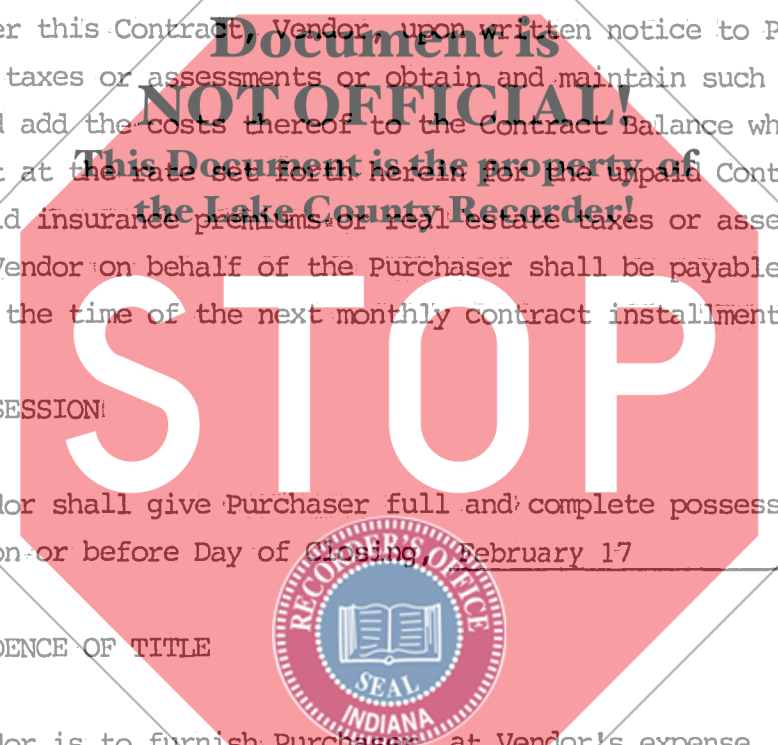 er this Contract, Vendor, upon written notice to P
Document is
taxes or assessments or obtain and maintain such
NOT OFFICIAL!
d add the costs thereof to the Contract Balance wh
This Document is the property of
t at the rate set forth herein for the unpaid Cont
the Lake County Recorder!
d insurance premiums or real estate taxes or asse
Vendor on behalf of the Purchaser shall be payable
the time of the next monthly contract installment
STOP
SESSION
dor shall give Purchaser full and complete possess
on or before Day of Closing, February 17
RECORDER'S OFFICE
SEAL
INDIANA
DENCE OF TITLE
dor is to furnish Purchaser, at Vendor's expense